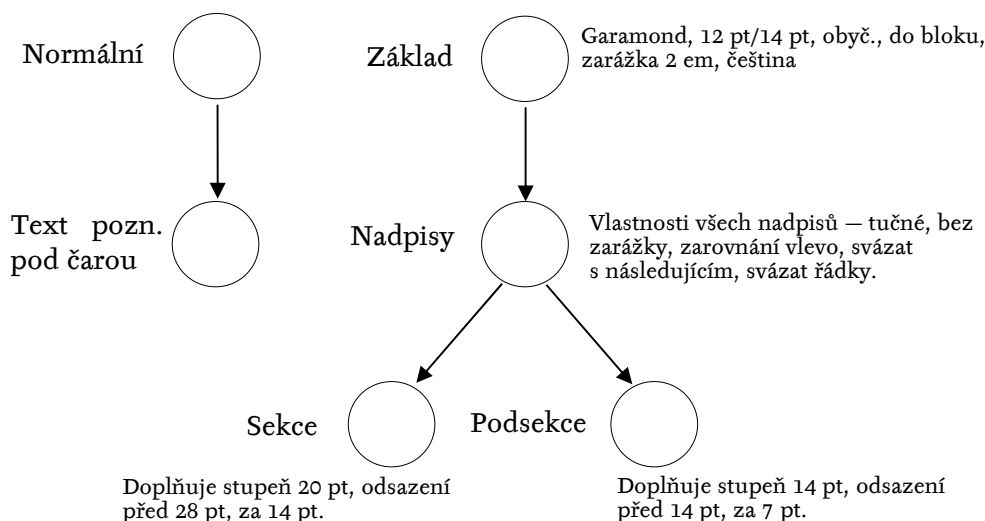 Normální
Základ
Garamond, 12 pt/14 pt, obyč., do bloku,
zarážka 2 em, čeština
Text pozn.
pod čarou
Nadpisy
Vlastnosti všech nadpisů — tučné, bez
zarážky, zarovnání vlevo, svázat
s následujícím, svázat řádky.
Sekce
Podsekce
Doplňuje stupeň 20 pt, odsazení
před 28 pt, za 14 pt.
Doplňuje stupeň 14 pt, odsazení
před 14 pt, za 7 pt.